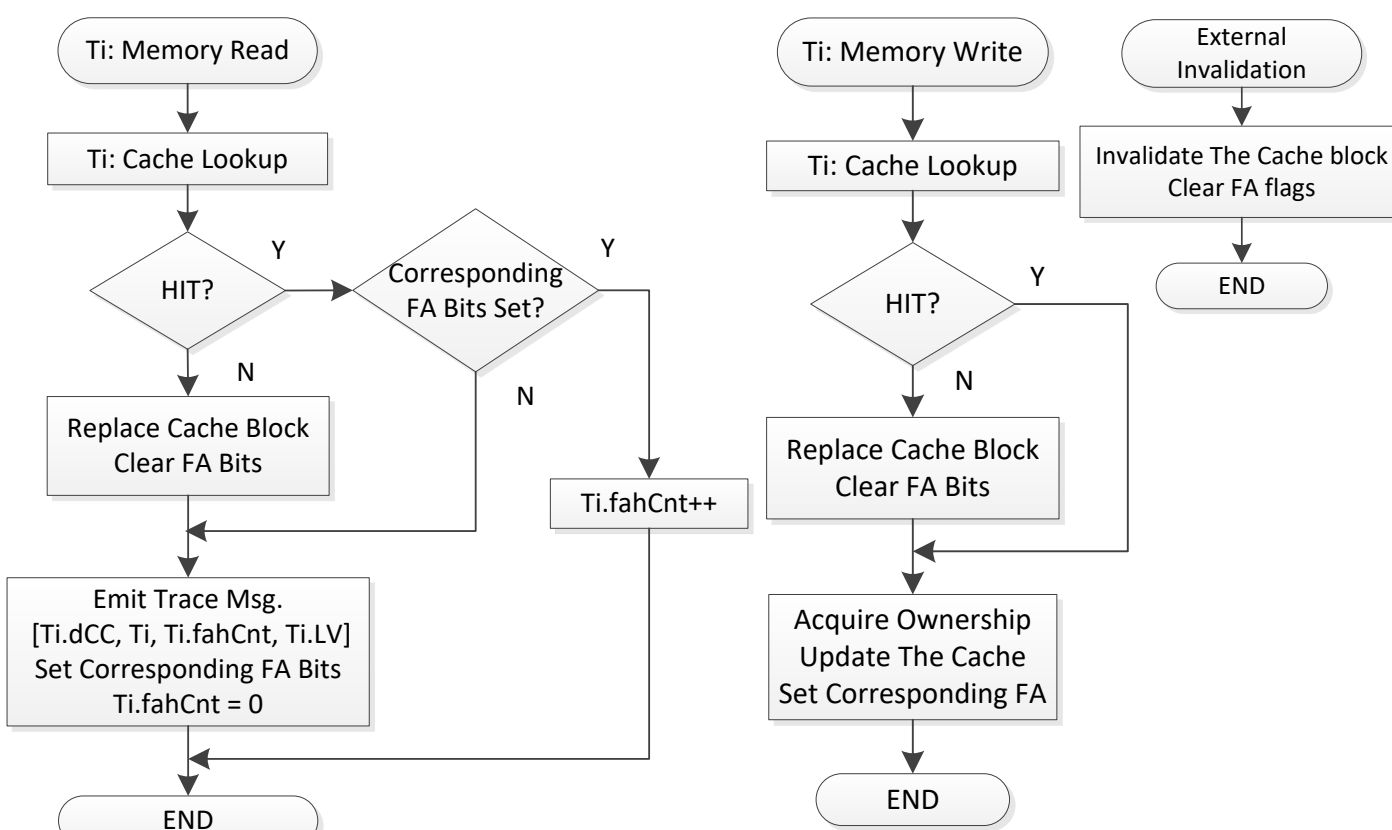 Ti: Memory Read
Ti: Cache Lookup
HIT?
Y
Corresponding
FA Bits Set?
Y
N
N
Replace Cache Block
Clear FA Bits
Ti.fahCnt++
Emit Trace Msg.
[Ti.dCC, Ti, Ti.fahCnt, Ti.LV]
Set Corresponding FA Bits
Ti.fahCnt = 0
END
Ti: Memory Write
Ti: Cache Lookup
HIT?
Y
N
Replace Cache Block
Clear FA Bits
Acquire Ownership
Update The Cache
Set Corresponding FA
END
External
Invalidation
Invalidate The Cache block
Clear FA flags
END